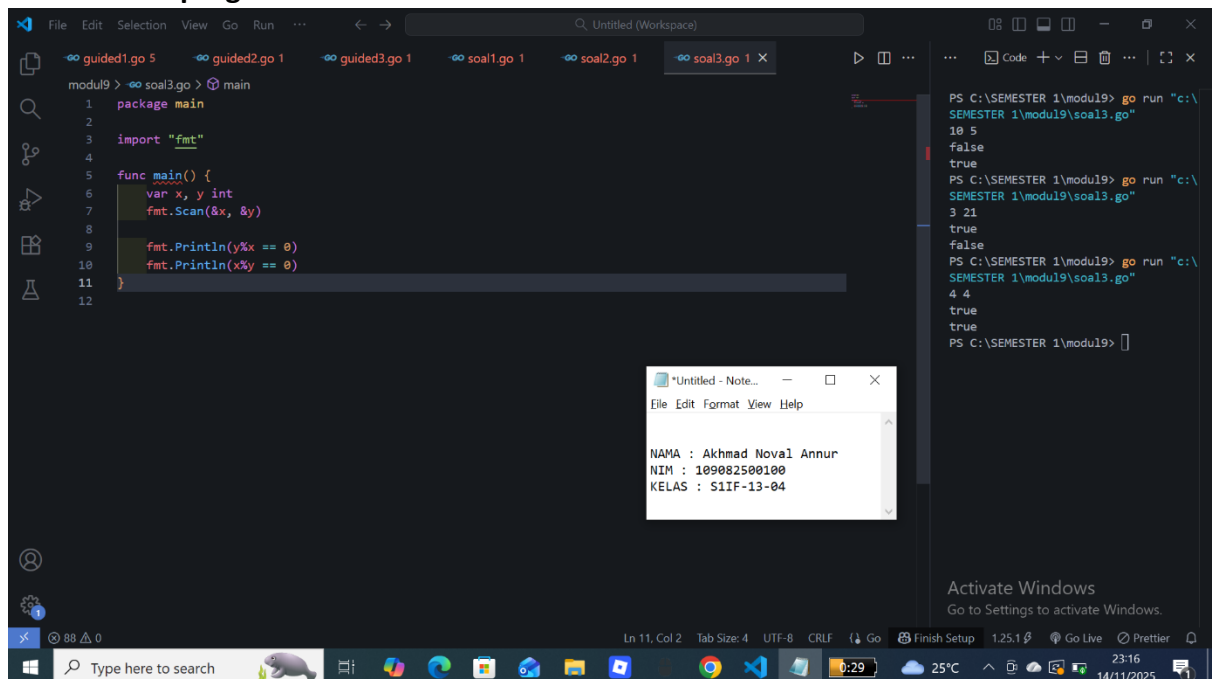 File Edit Selection View Go Run ··· Untitled (Workspace)
guided1.go 5 guided2.go 1 guided3.go 1 soal1.go 1 soal2.go 1 soal3.go 1
modul9 > soal3.go > main
1 package main
2
3 import "fmt"
4
5 func main() {
6 var x, y int
7 fmt.Scan(&x, &y)
8
9 fmt.Println(y%x == 0)
10 fmt.Println(x%y == 0)
11 }
12
Code
PS C:\SEMESTER 1\modul9> go run "c:\
SEMESTER 1\modul9\soal3.go"
10 5
false
true
PS C:\SEMESTER 1\modul9> go run "c:\
SEMESTER 1\modul9\soal3.go"
3 21
true
false
PS C:\SEMESTER 1\modul9> go run "c:\
SEMESTER 1\modul9\soal3.go"
4 4
true
true
PS C:\SEMESTER 1\modul9>
*Untitled - Note...
File Edit Format View Help
NAMA : Akhmad Noval Annur
NIM : 109082500100
KELAS : S1IF-13-04
Activate Windows
Go to Settings to activate Windows.
88 0 Ln 11, Col 2 Tab Size: 4 UTF-8 CRLF Go Finish Setup 1.25.1 Go Live Prettier
Type here to search 0:29 25°C 23:16
14/11/2025
1
1